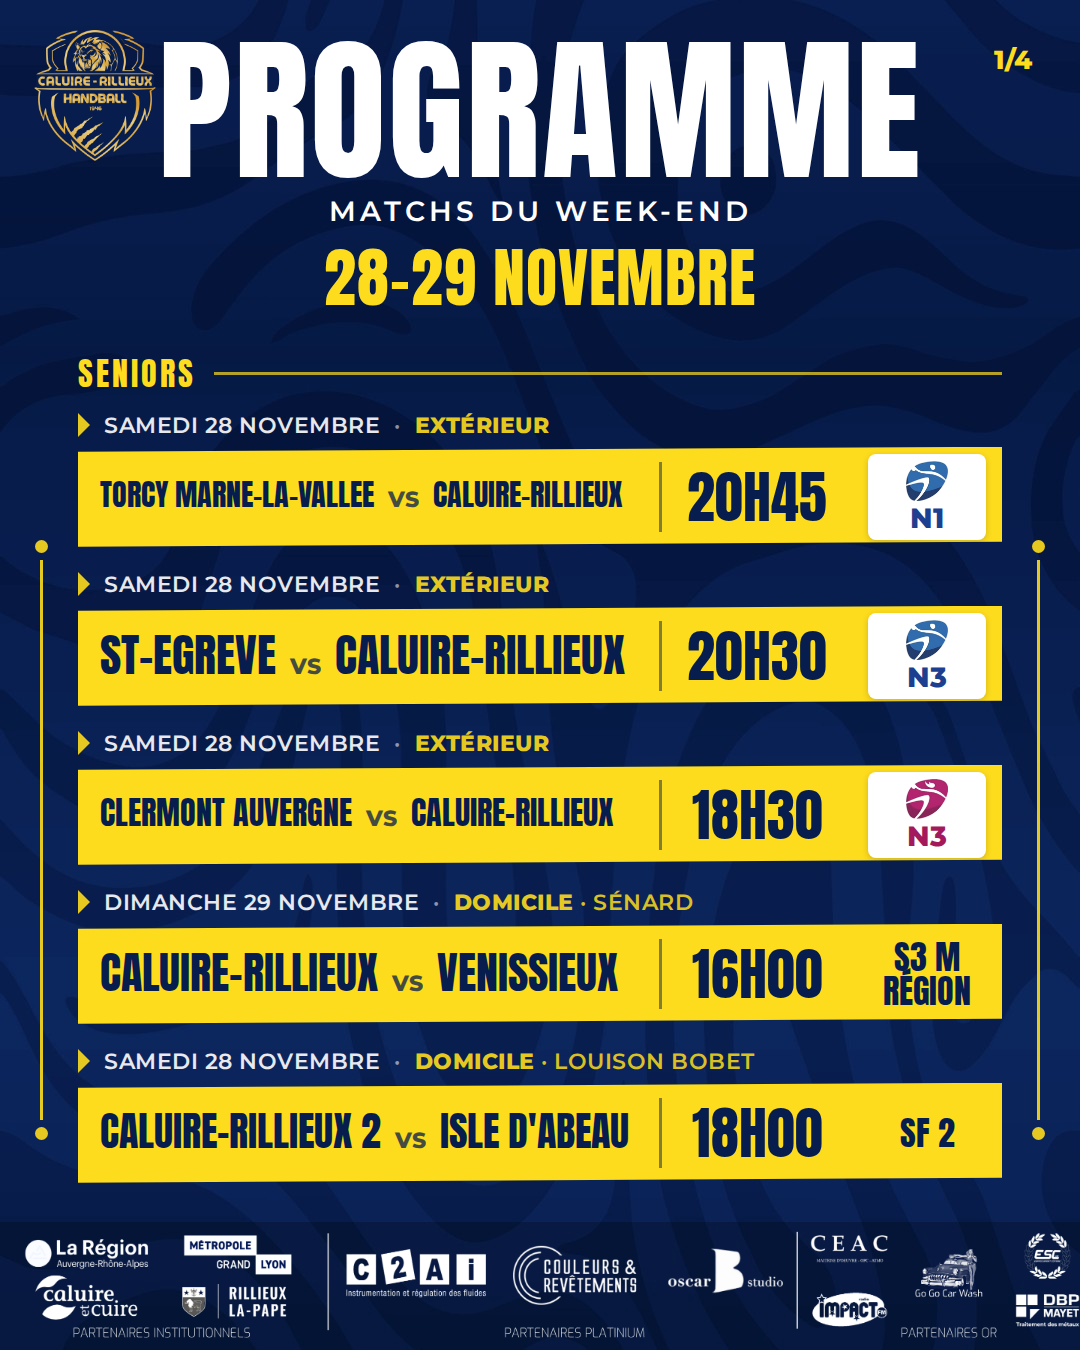 CALUIRE-RILLIEUX
HANDBALL
PROGRAMME
1/4
MATCHS DU WEEK-END
28-29 NOVEMBRE
SENIORS
SAMEDI 28 NOVEMBRE · EXTÉRIEUR
TORCY MARNE-LA-VALLEE vs CALUIRE-RILLIEUX 20H45 N1
SAMEDI 28 NOVEMBRE · EXTÉRIEUR
ST-EGREVE vs CALUIRE-RILLIEUX 20H30 N3
SAMEDI 28 NOVEMBRE · EXTÉRIEUR
CLERMONT AUVERGNE vs CALUIRE-RILLIEUX 18H30 N3
DIMANCHE 29 NOVEMBRE · DOMICILE · SÉNARD
CALUIRE-RILLIEUX vs VENISSIEUX 16H00 S3 M
RÉGION
SAMEDI 28 NOVEMBRE · DOMICILE · LOUISON BOBET
CALUIRE-RILLIEUX 2 vs ISLE D'ABEAU 18H00 SF 2
La Région
Auvergne-Rhône-Alpes
MÉTROPOLE
GRAND LYON
caluire
et cuire
RILLIEUX
LA-PAPE
PARTENAIRES INSTITUTIONNELS
C2Ai
Instrumentation et régulation des fluides
COULEURS &
REVÊTEMENTS
oscar B studio
PARTENAIRES PLATINIUM
CEAC
radio
IMPACT FM
Go Go Car Wash
ESC
DBP
MAYET
Traitement des métaux
PARTENAIRES OR